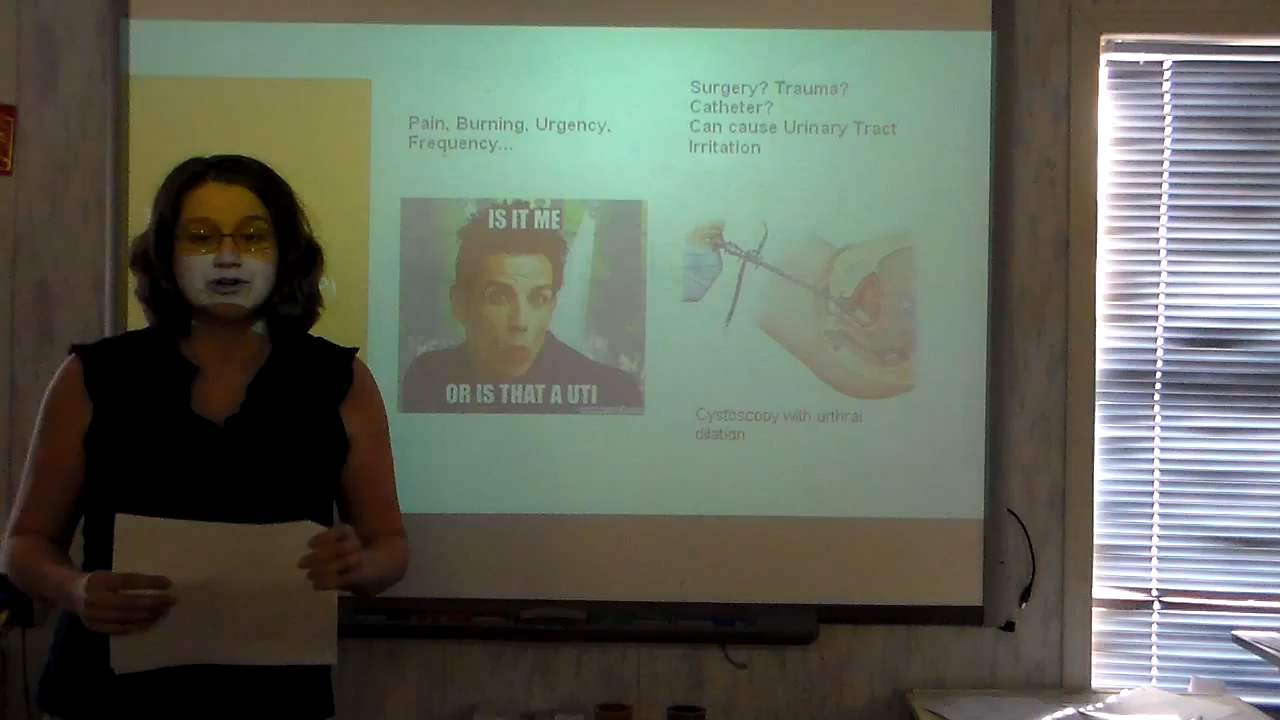 Pain, Burning, Urgency,
Frequency...
IS IT ME
OR IS THAT A UTI
Surgery? Trauma?
Catheter?
Can cause Urinary Tract
Irritation
Cystoscopy with urthral
dilation